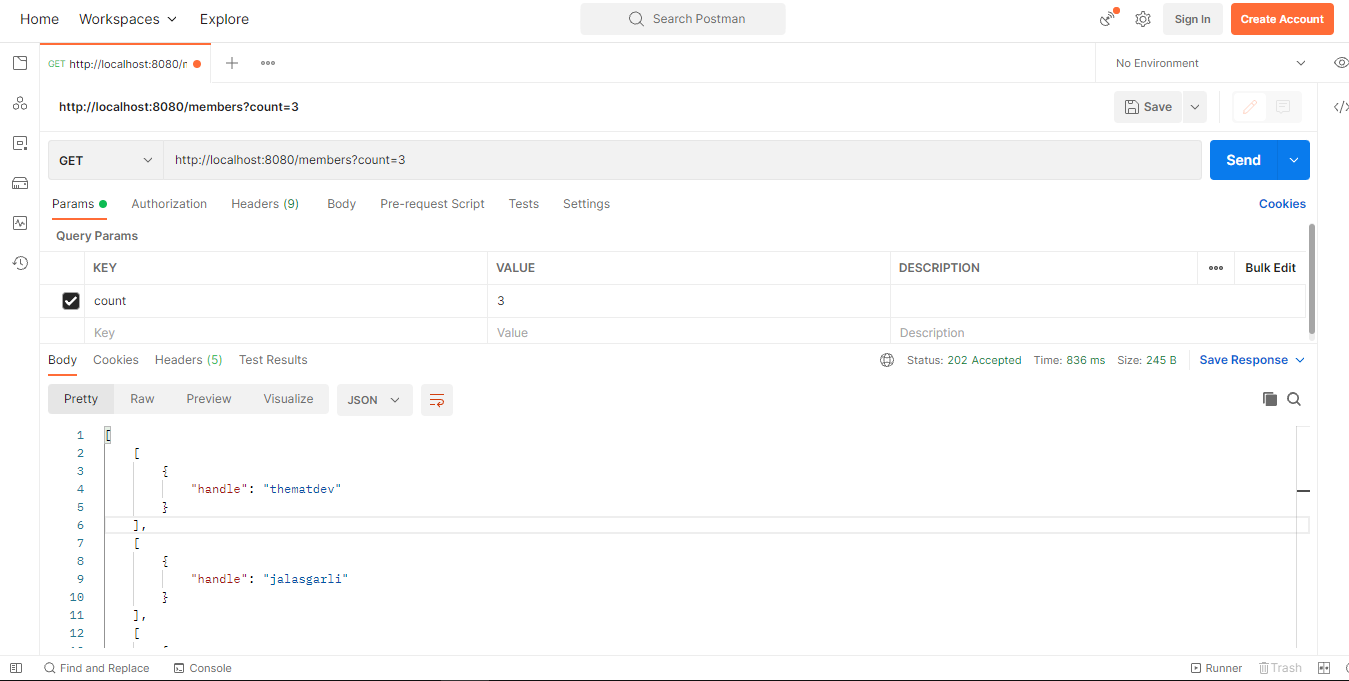 Home Workspaces Explore Search Postman Sign In Create Account
GET http://localhost:8080/r No Environment
http://localhost:8080/members?count=3 Save
GET http://localhost:8080/members?count=3 Send
Params Authorization Headers (9) Body Pre-request Script Tests Settings Cookies
Query Params
KEY VALUE DESCRIPTION Bulk Edit
count 3
Key Value Description
Body Cookies Headers (5) Test Results Status: 202 Accepted Time: 836 ms Size: 245 B Save Response
Pretty Raw Preview Visualize JSON
1 [
2 [
3 {
4 "handle": "thematdev"
5 }
6 ],
7 [
8 {
9 "handle": "jalasgarli"
10 }
11 ],
12 [
Find and Replace Console Runner Trash